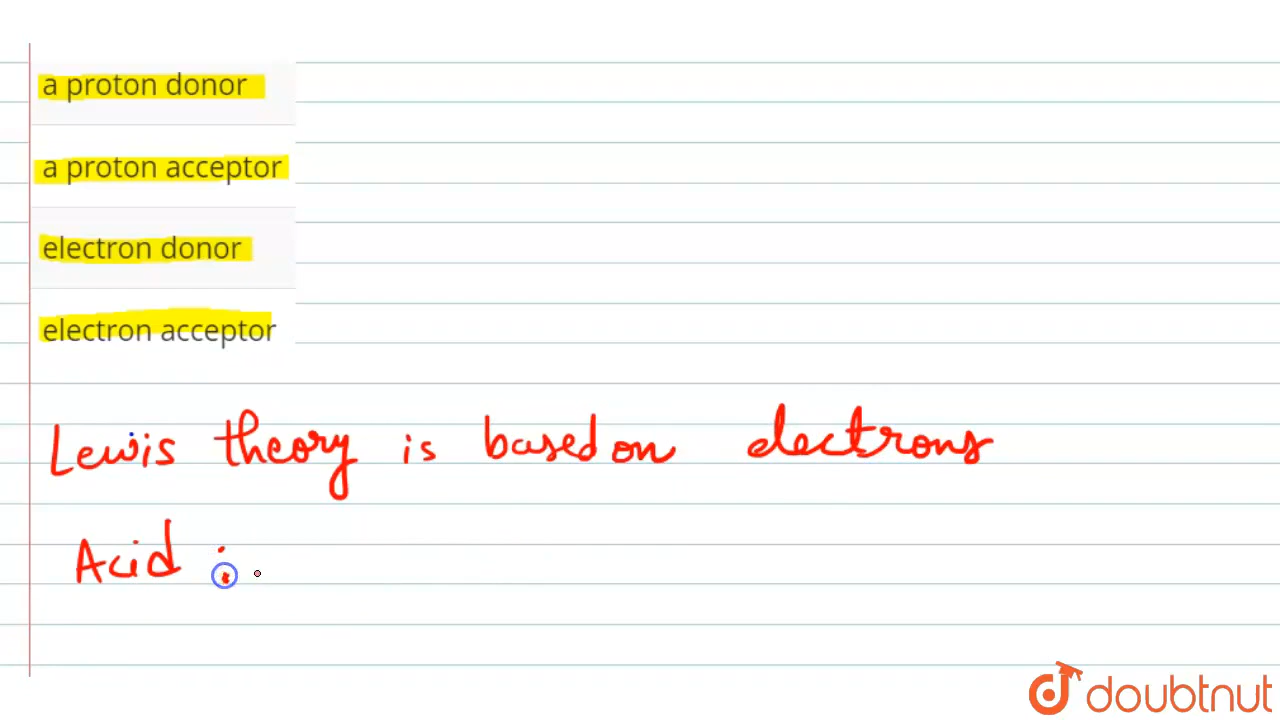 a proton donor
a proton acceptor
electron donor
electron acceptor
Lewis theory is based on electrons
Acid :
doubtnut